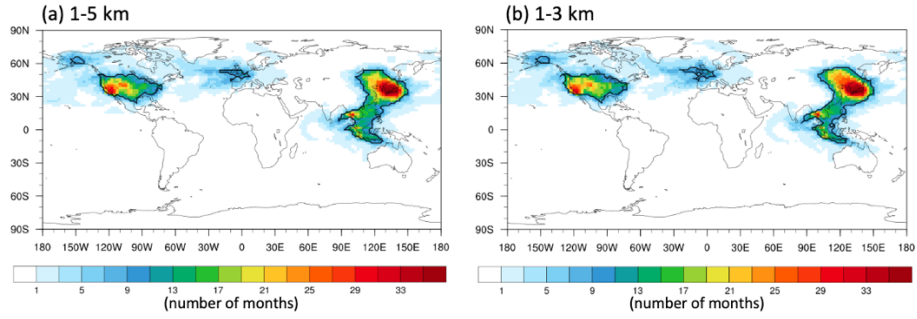 (a) 1-5 km
90N
60N
30N
0
30S
60S
90S
180 150W 120W 90W 60W 30W 0 30E 60E 90E 120E 150E 180
1 5 9 13 17 21 25 29 33
(number of months)
(b) 1-3 km
90N
60N
30N
0
30S
60S
90S
180 150W 120W 90W 60W 30W 0 30E 60E 90E 120E 150E 180
1 5 9 13 17 21 25 29 33
(number of months)